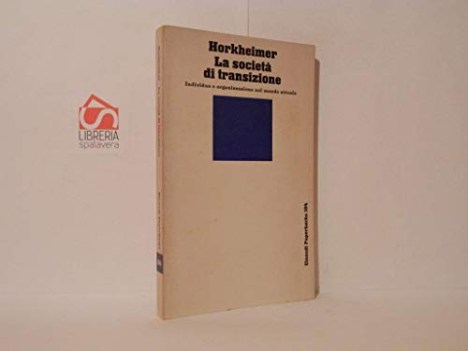 Horkheimer
La società
di transizione
Individuo e organizzazione nel mondo attuale
Einaudi Paperbacks
LIBRERIA
spalavera